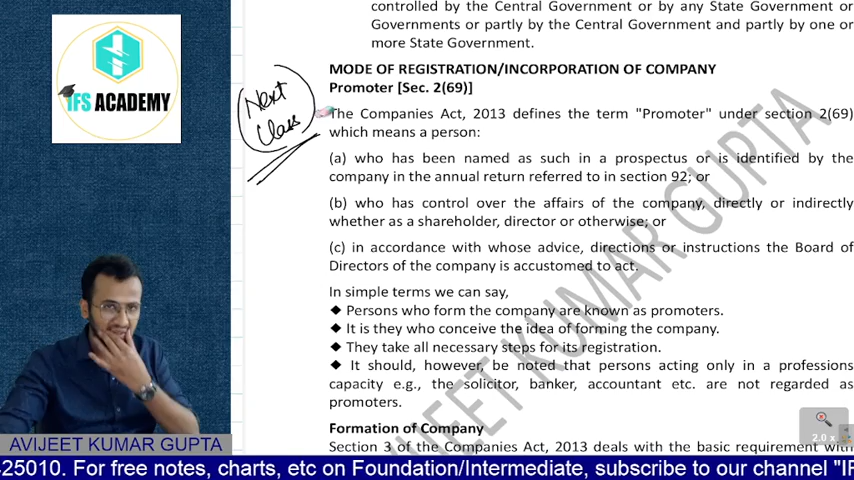 controlled by the Central Government or by any State Government or
Governments or partly by the Central Government and partly by one or
more State Government.
MODE OF REGISTRATION/INCORPORATION OF COMPANY
Promoter [Sec. 2(69)]
Next
Class
The Companies Act, 2013 defines the term "Promoter" under section 2(69)
which means a person:
(a) who has been named as such in a prospectus or is identified by the
company in the annual return referred to in section 92; or
(b) who has control over the affairs of the company, directly or indirectly
whether as a shareholder, director or otherwise; or
(c) in accordance with whose advice, directions or instructions the Board of
Directors of the company is accustomed to act.
In simple terms we can say,
◆ Persons who form the company are known as promoters.
◆ It is they who conceive the idea of forming the company.
◆ They take all necessary steps for its registration.
◆ It should, however, be noted that persons acting only in a professions
capacity e.g., the solicitor, banker, accountant etc. are not regarded as
promoters.
Formation of Company
Section 3 of the Companies Act, 2013 deals with the basic requirement with
IFS ACADEMY
AVIJEET KUMAR GUPTA
2.0 x
AVIJEET KUMAR GUPTA
-25010. For free notes, charts, etc on Foundation/Intermediate, subscribe to our channel "IF